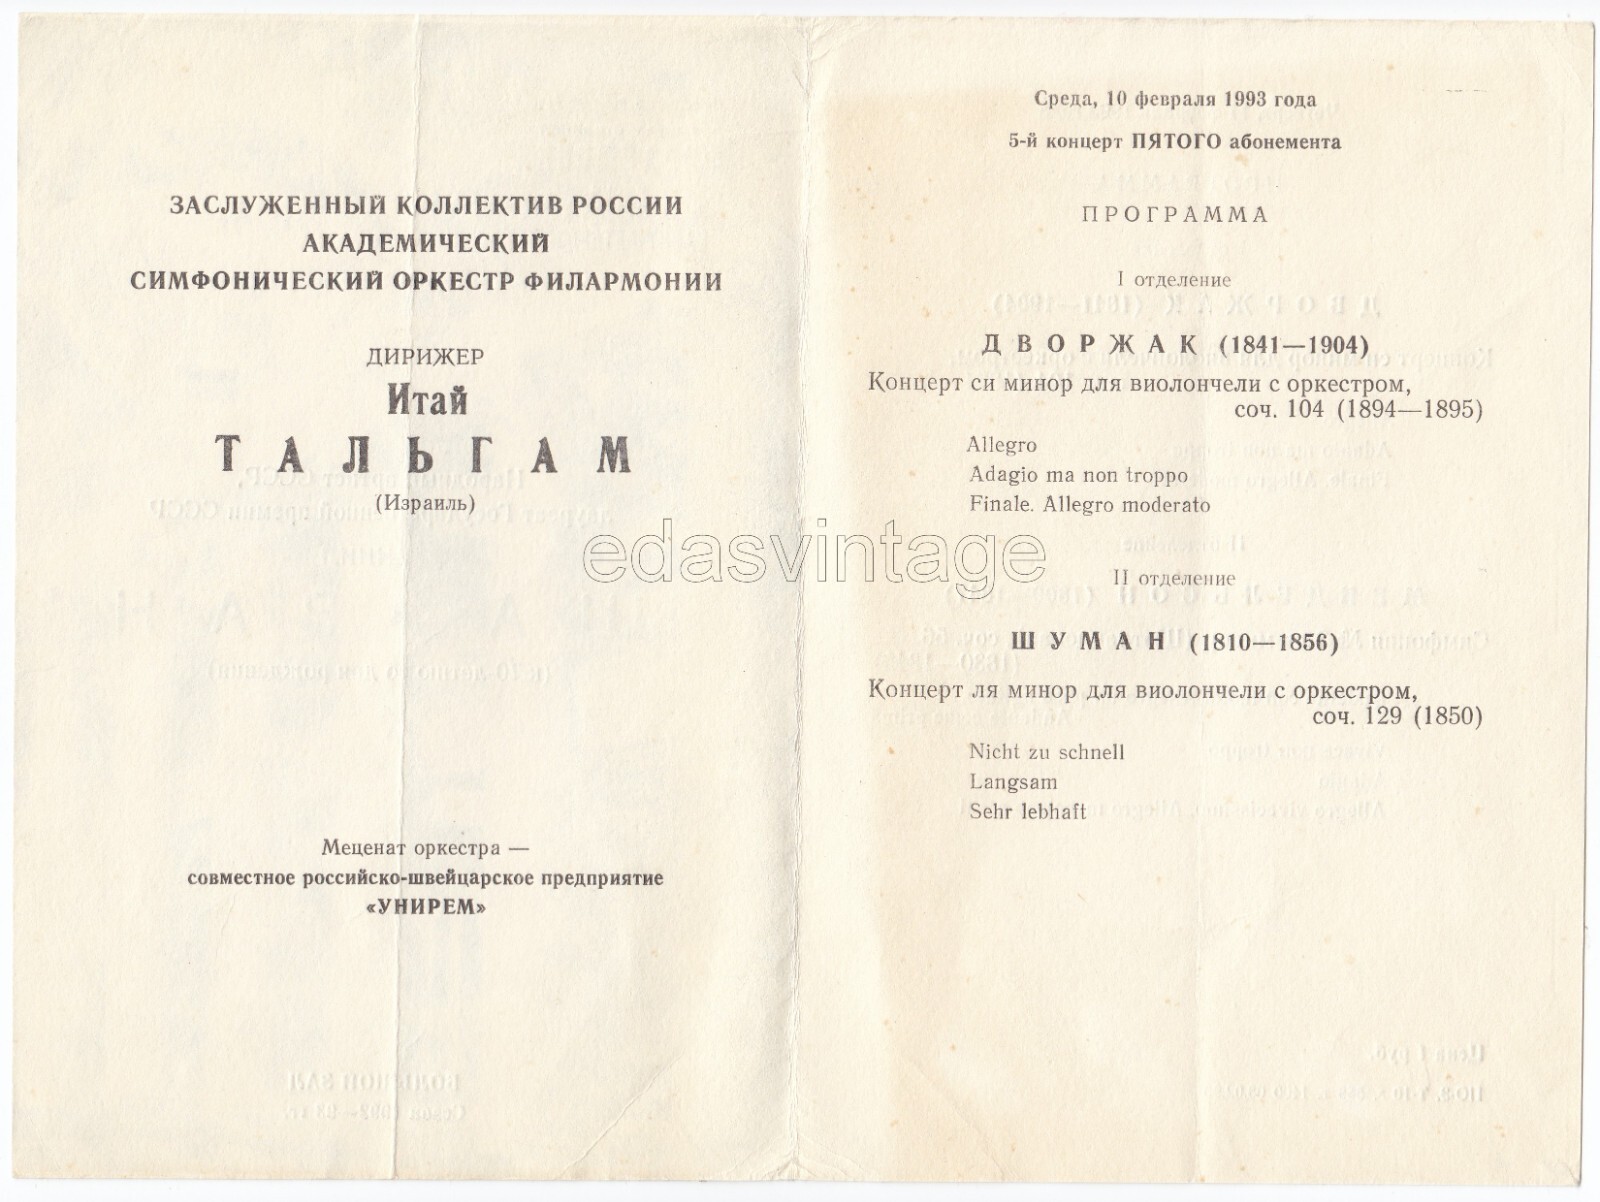 ЗАСЛУЖЕННЫЙ КОЛЛЕКТИВ РОССИИ
АКАДЕМИЧЕСКИЙ
СИМФОНИЧЕСКИЙ ОРКЕСТР ФИЛАРМОНИИ
ДИРИЖЕР
Итай
ТАЛЬГАМ
(Израиль)
Меценат оркестра —
совместное российско-швейцарское предприятие
«УНИРЕМ»
edasvintage
Среда, 10 февраля 1993 года
5-й концерт ПЯТОГО абонемента
ПРОГРАММА
I отделение
ДВОРЖАК (1841—1904)
Концерт си минор для виолончели с оркестром,
соч. 104 (1894—1895)
Allegro
Adagio ma non troppo
Finale. Allegro moderato
II отделение
ШУМАН (1810—1856)
Концерт ля минор для виолончели с оркестром,
соч. 129 (1850)
Nicht zu schnell
Langsam
Sehr lebhaft